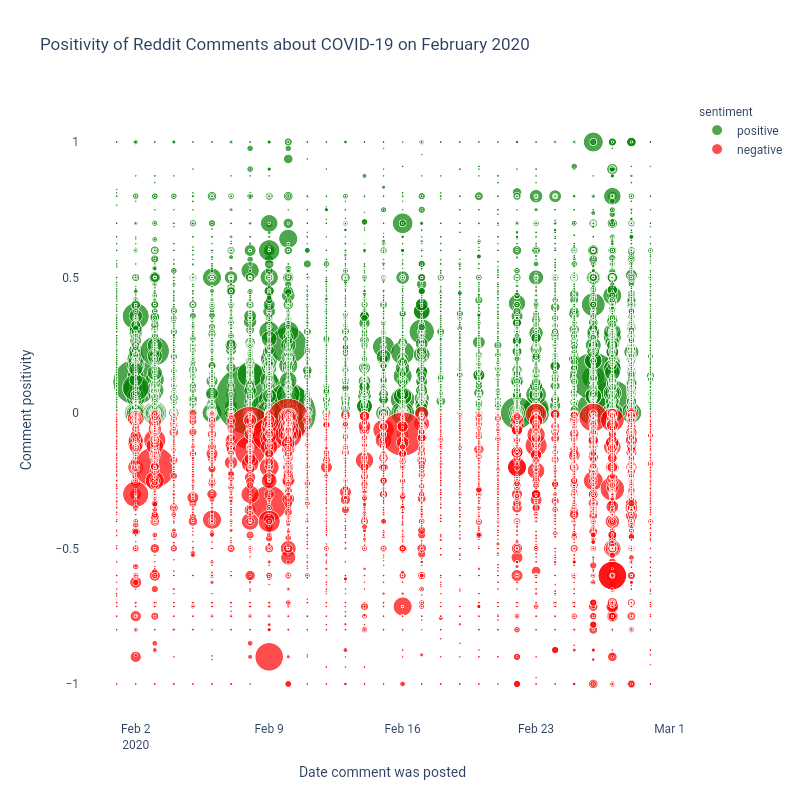 Positivity of Reddit Comments about COVID-19 on February 2020
sentiment
positive
negative
1
0.5
0
−0.5
−1
Comment positivity
Feb 2
2020
Feb 9
Feb 16
Feb 23
Mar 1
Date comment was posted